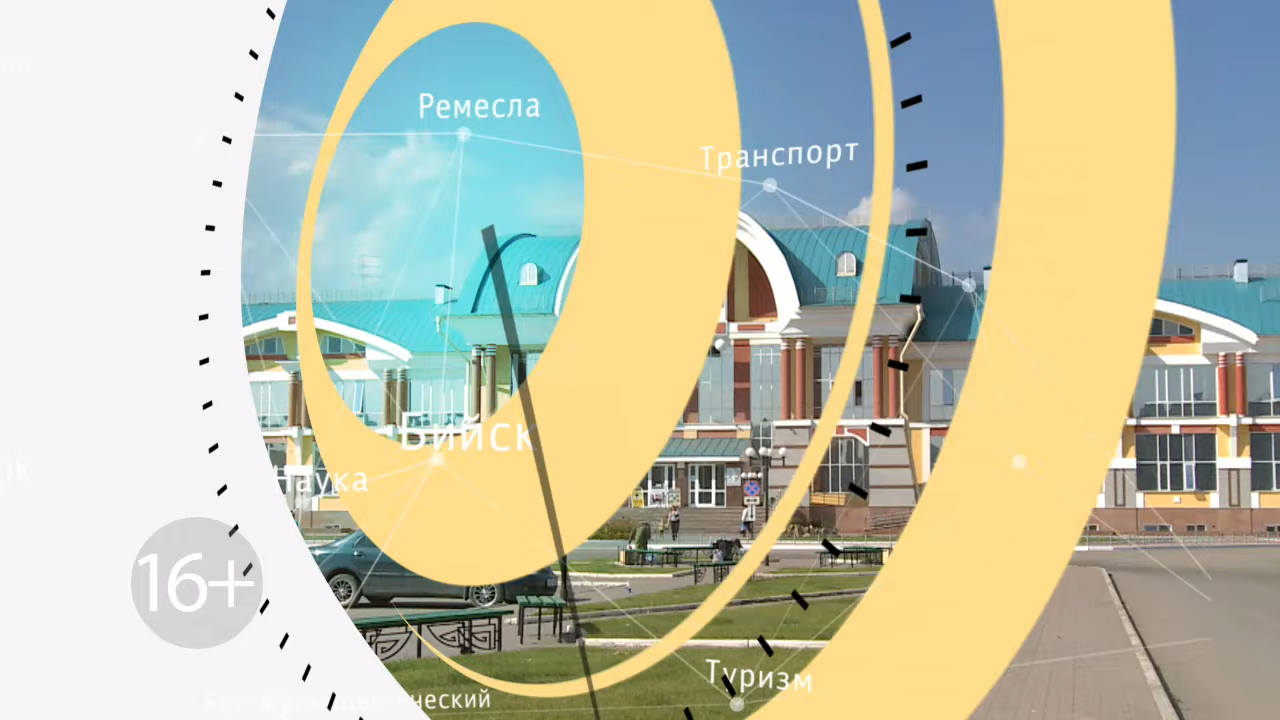 Ремесла
Транспорт
Бийск
Наука
16+
Туризм